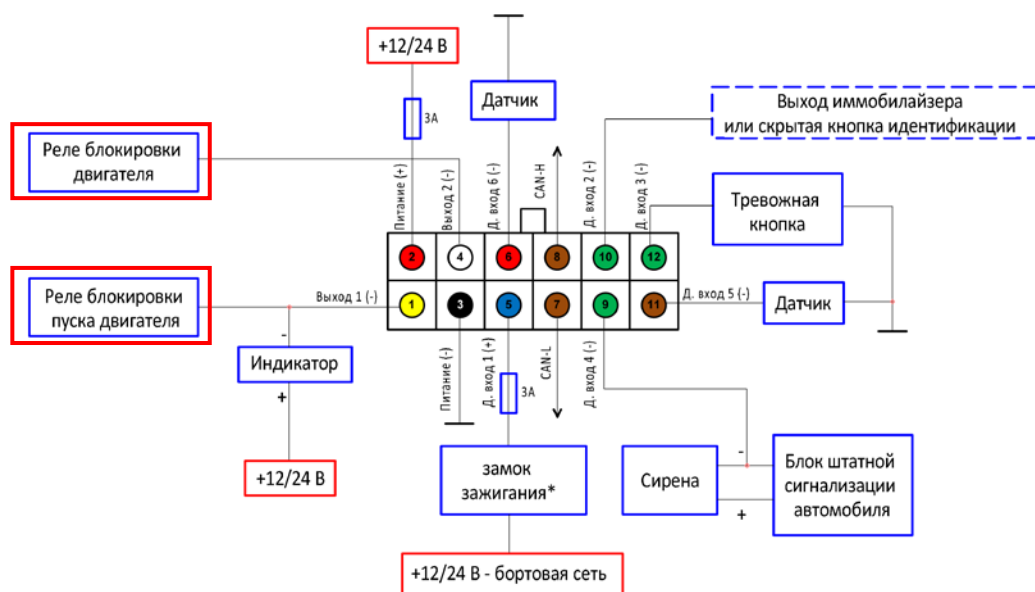 +12/24 В
3А
Датчик
Выход иммобилайзера
или скрытая кнопка идентификации
Реле блокировки
двигателя
Питание (+)
Выход 2 (-)
Д. вход 6 (-)
CAN-H
Д. вход 2 (-)
Д. вход 3 (-)
Тревожная
кнопка
2
4
6
8
10
12
Реле блокировки
пуска двигателя
Выход 1 (-)
1
3
5
7
9
11
Д. вход 5 (-)
Датчик
-
Индикатор
+
+12/24 В
Питание (-)
Д. вход 1 (+)
3А
CAN-L
Д. вход 4 (-)
замок
зажигания*
Сирена
-
+
Блок штатной
сигнализации
автомобиля
+12/24 В - бортовая сеть